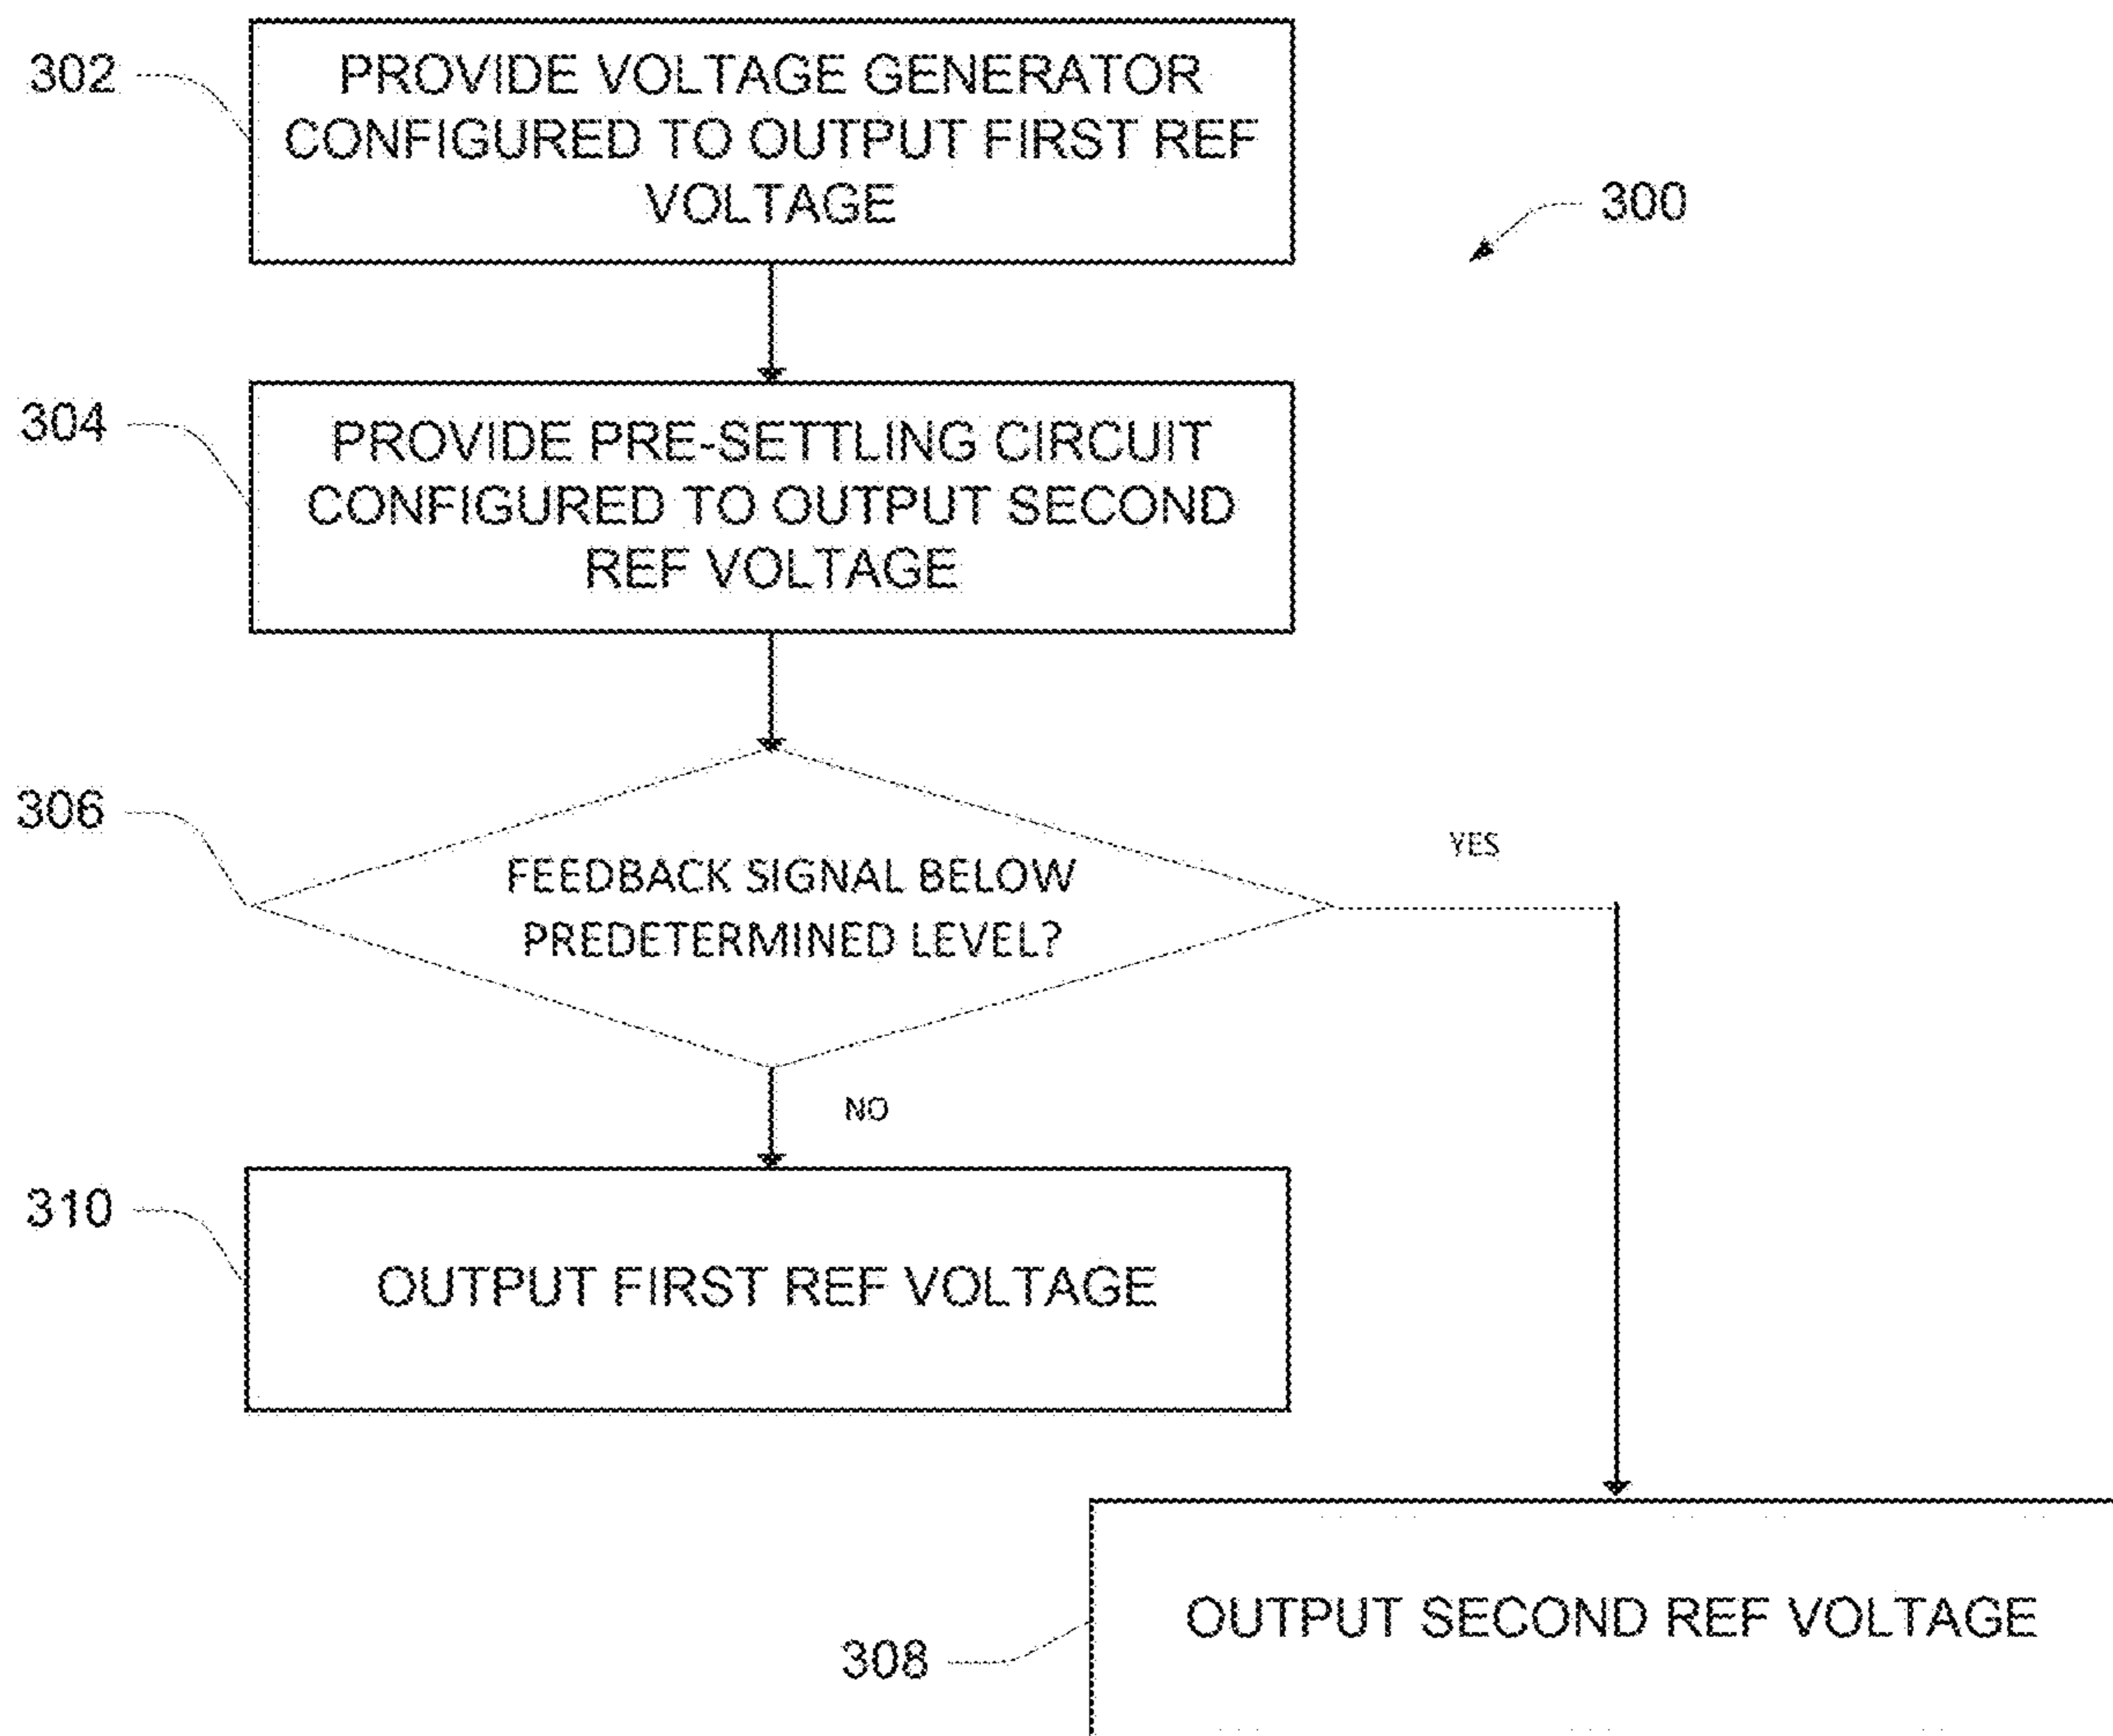 302
PROVIDE VOLTAGE GENERATOR
CONFIGURED TO OUTPUT FIRST REF
VOLTAGE
300
304
PROVIDE PRE-SETTLING CIRCUIT
CONFIGURED TO OUTPUT SECOND
REF VOLTAGE
306
FEEDBACK SIGNAL BELOW
PREDETERMINED LEVEL?
YES
NO
310
OUTPUT FIRST REF VOLTAGE
308
OUTPUT SECOND REF VOLTAGE